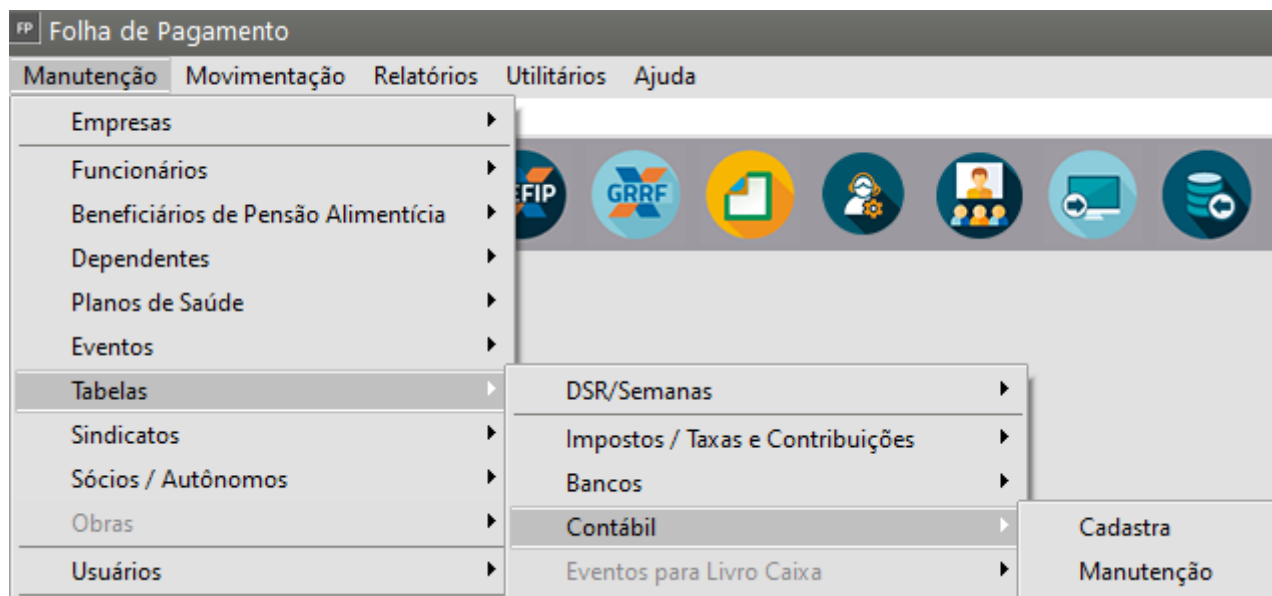 FP Folha de Pagamento
Manutenção Movimentação Relatórios Utilitários Ajuda
Empresas
Funcionários
EFIP GRRF
Beneficiários de Pensão Alimentícia
Dependentes
Planos de Saúde
Eventos
Tabelas DSR/Semanas
Sindicatos Impostos / Taxas e Contribuições
Sócios / Autônomos Bancos
Obras Contábil Cadastra
Usuários Eventos para Livro Caixa Manutenção